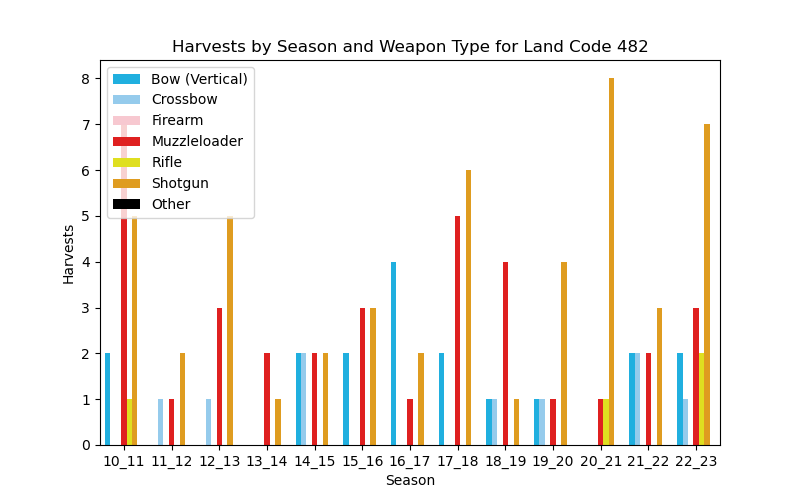 Harvests by Season and Weapon Type for Land Code 482
8
7
6
5
4
3
2
1
0
Harvests
Bow (Vertical)
Crossbow
Firearm
Muzzleloader
Rifle
Shotgun
Other
10_11 11_12 12_13 13_14 14_15 15_16 16_17 17_18 18_19 19_20 20_21 21_22 22_23
Season